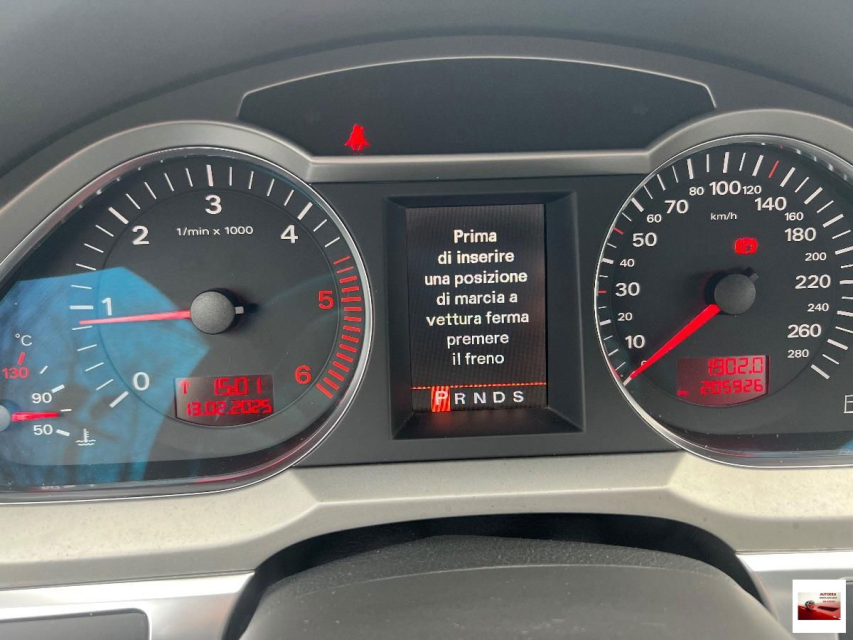 Prima
di inserire
una posizione
di marcia a
vettura ferma
premere
il freno
P R N D S
1/min x 1000
0
1
2
3
4
5
6
15:01
13.02.2025
°C
130
90
50
km/h
10
20
30
40
50
60
70
80
100
120
140
160
180
200
220
240
260
280
1902.0
205926